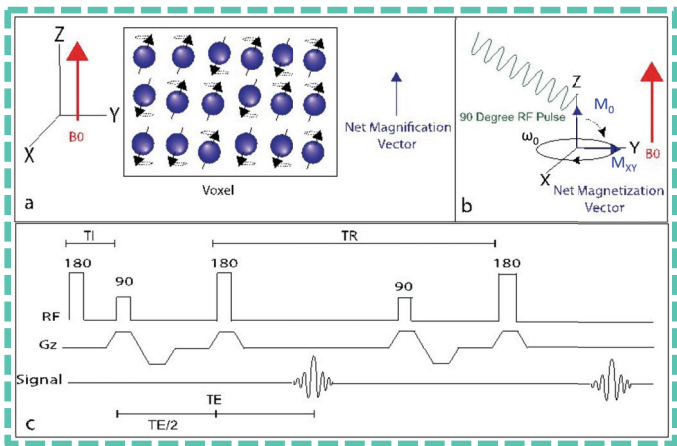 Z
Y
X
B0
Voxel
Net Magnification
Vector
a
90 Degree RF Pulse
Z
M0
ω0
Y
X
MXY
B0
Net Magnetization
Vector
b
TI
TR
180
90
180
90
180
RF
Gz
Signal
TE
TE/2
c